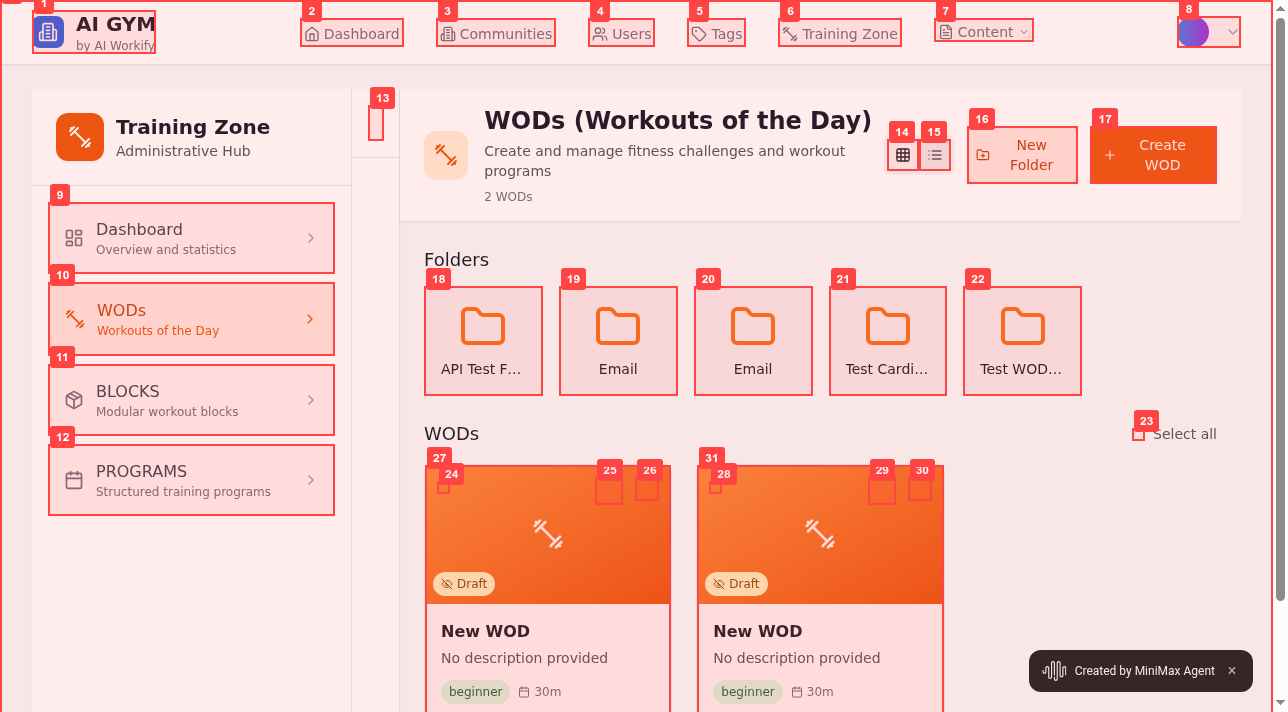 1
AI GYM
by AI Workify
2
Dashboard
3
Communities
4
Users
5
Tags
6
Training Zone
7
Content
8
Training Zone
Administrative Hub
9
Dashboard
Overview and statistics
10
WODs
Workouts of the Day
11
BLOCKS
Modular workout blocks
12
PROGRAMS
Structured training programs
13
WODs (Workouts of the Day)
Create and manage fitness challenges and workout
programs
2 WODs
14
15
16
New
Folder
17
Create
WOD
Folders
18
API Test F...
19
Email
20
Email
21
Test Cardi...
22
Test WOD...
WODs
23
Select all
27
24
25
26
Draft
New WOD
No description provided
beginner
30m
31
28
29
30
Draft
New WOD
No description provided
beginner
30m
Created by MiniMax Agent